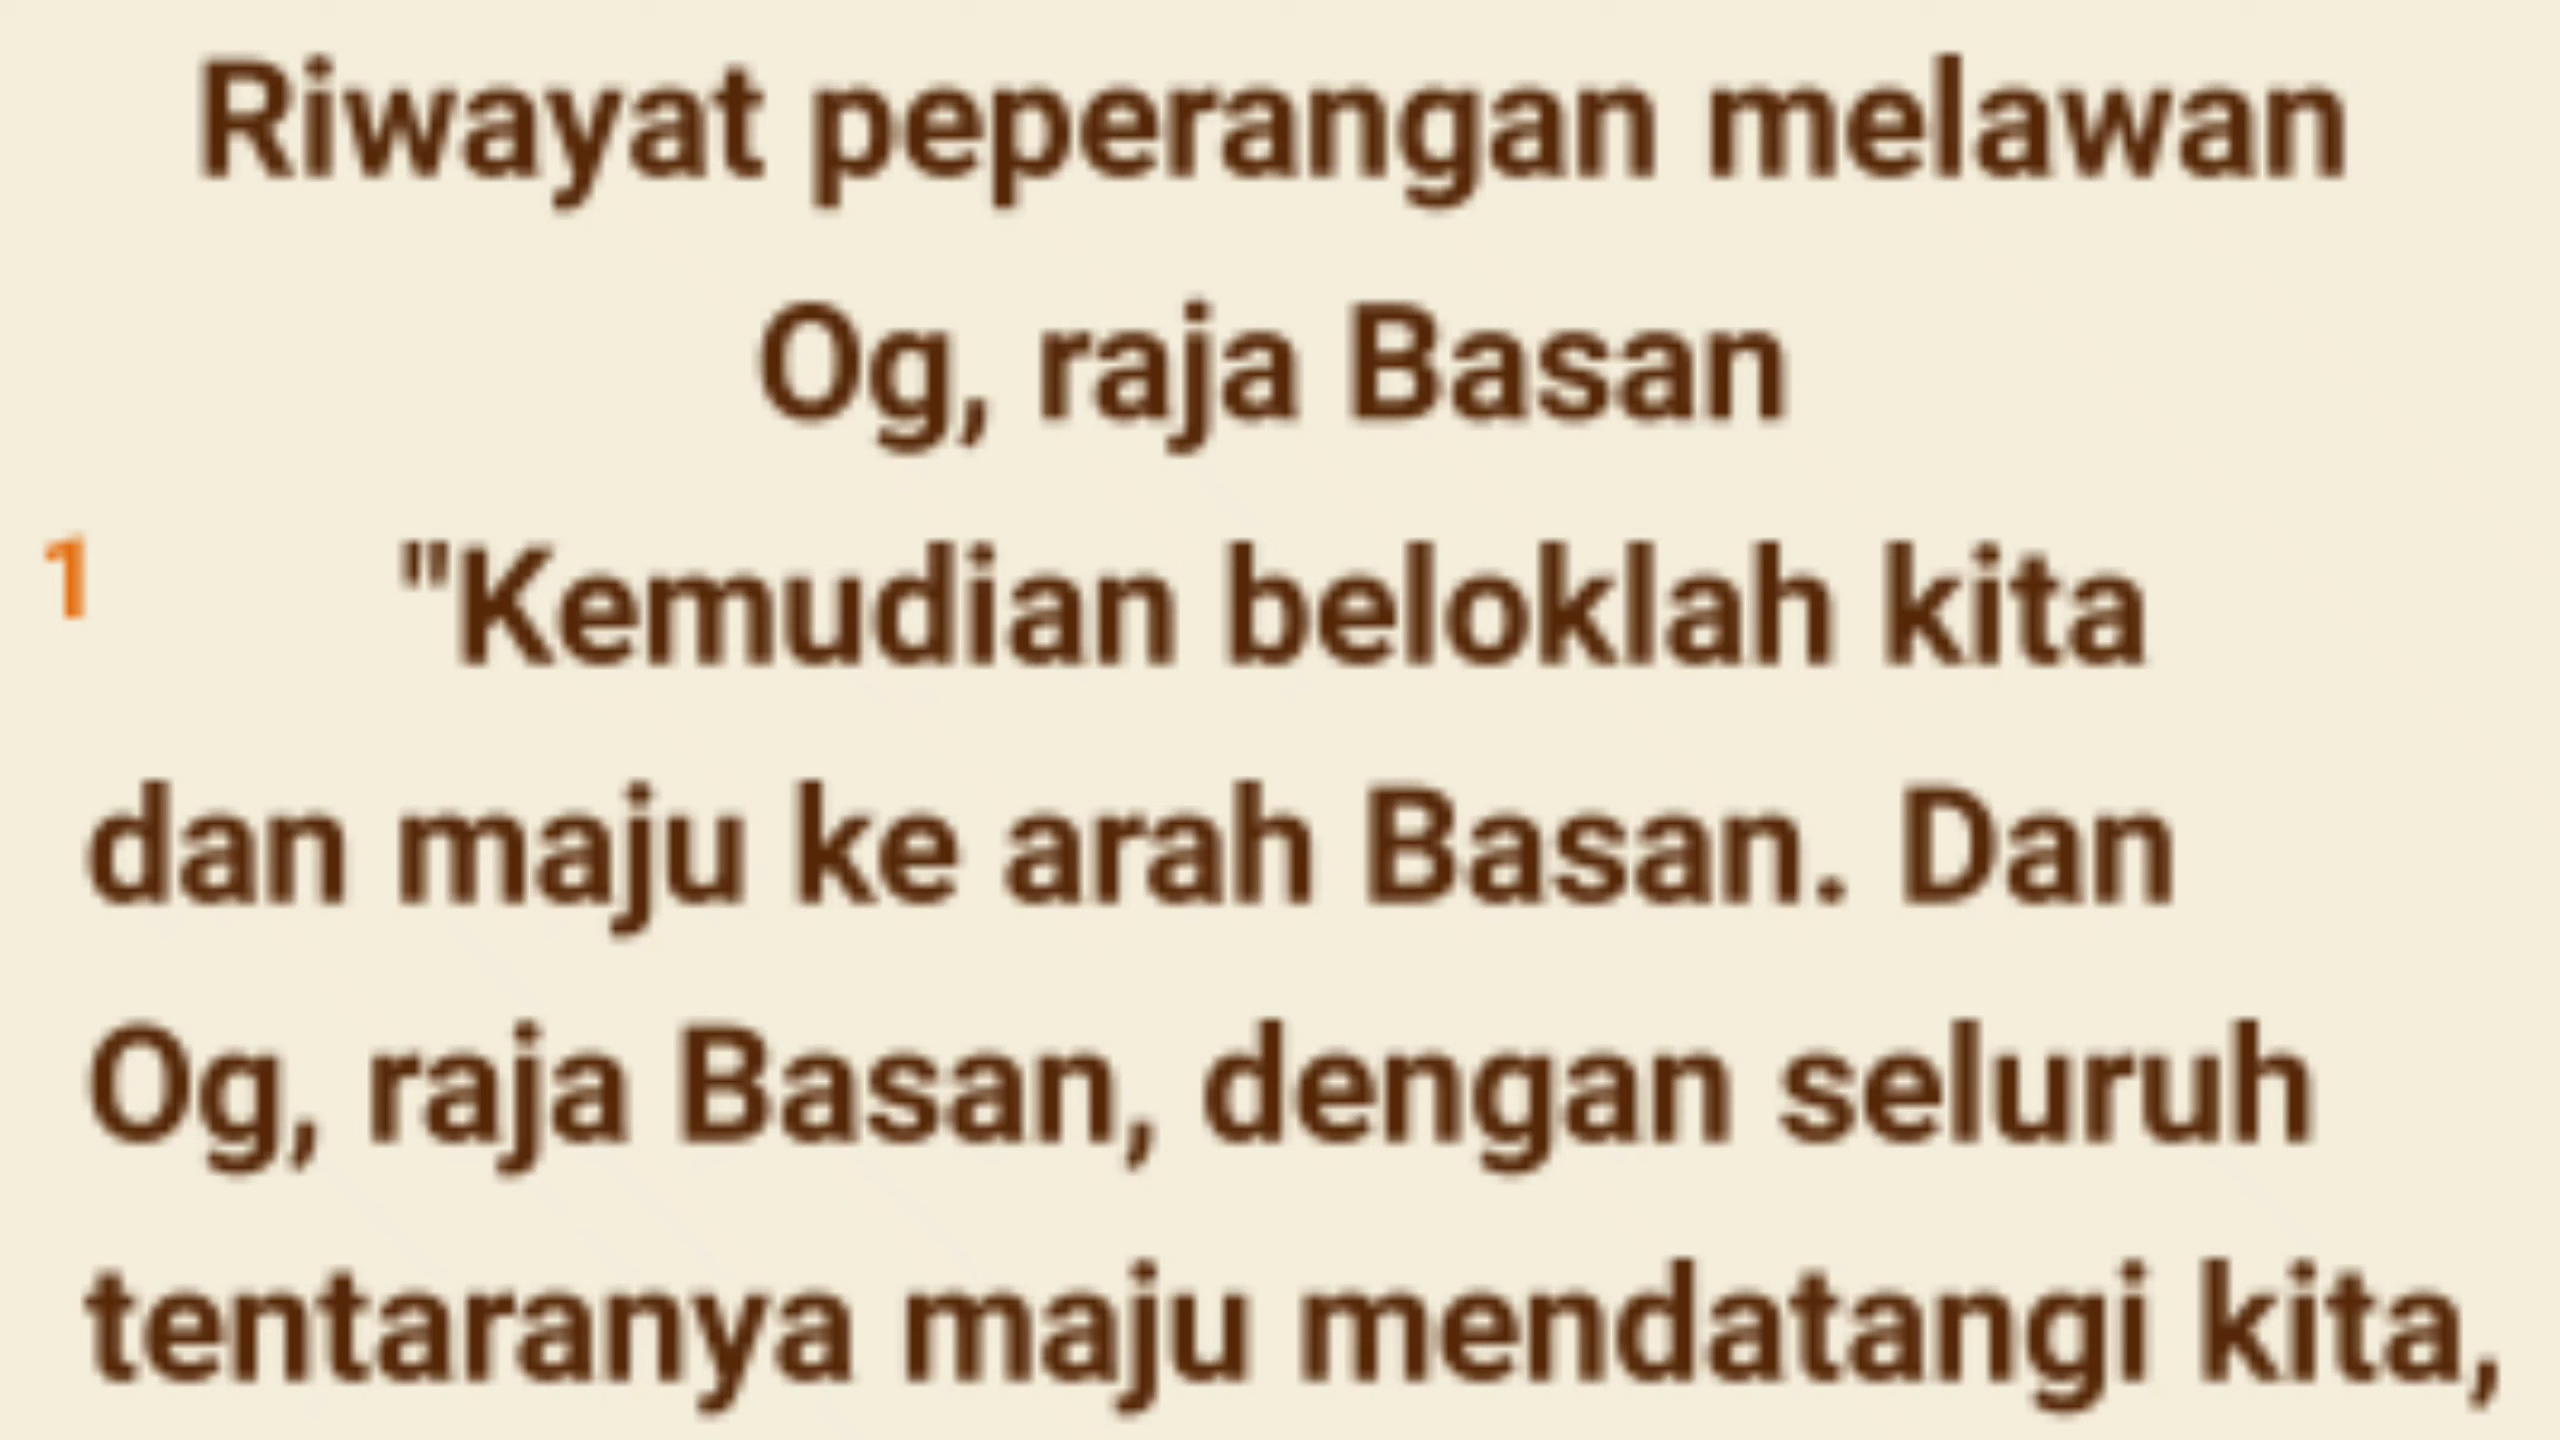 Riwayat peperangan melawan
Og, raja Basan
1 "Kemudian beloklah kita
dan maju ke arah Basan. Dan
Og, raja Basan, dengan seluruh
tentaranya maju mendatangi kita,